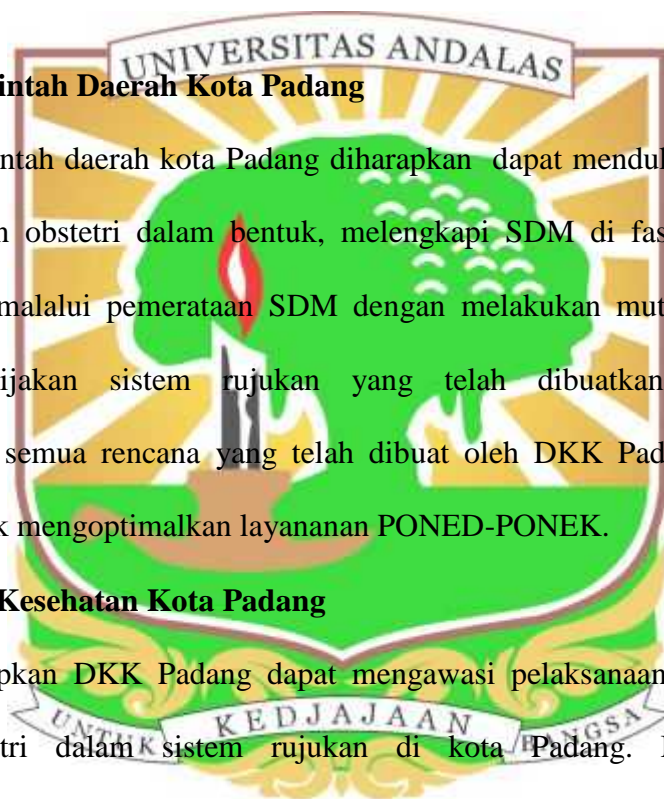 UNIVERSITAS ANDALAS
intah Daerah Kota Padang
ntah daerah kota Padang diharapkan dapat mendul
n obstetri dalam bentuk, melengkapi SDM di fas
malalui pemerataan SDM dengan melakukan mut
ijakan sistem rujukan yang telah dibuatkan
semua rencana yang telah dibuat oleh DKK Pad
k mengoptimalkan layananan PONED-PONEK.
Kesehatan Kota Padang
pkan DKK Padang dapat mengawasi pelaksanaan
UNTUK KEDJAJAAN BANGSA
tri dalam sistem rujukan di kota Padang.